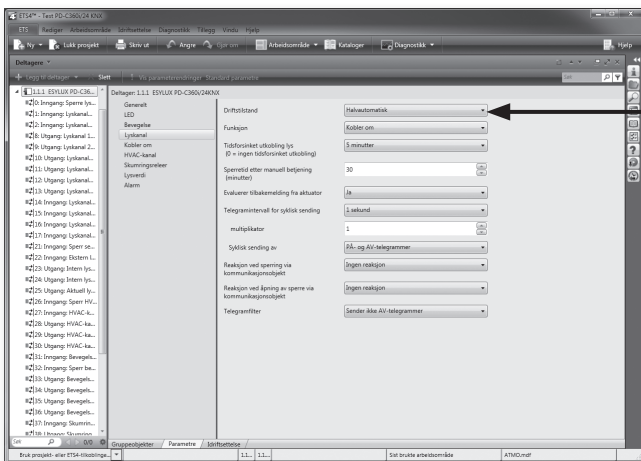 ETS4™ - Test PD-C360i/24 KNX
ETS Rediger Arbeidsområde Idriftsettelse Diagnostikk Tillegg Vindu Hjelp
Ny Lukk prosjekt Skriv ut Angre Gjør om Arbeidsområde Kataloger Diagnostikk Hjelp
Deltagere
Legg til deltager Slett Vis parameterendringer Standard parametre Søk
1.1.1 ESYLUX PD-C36...
0: Inngang: Sperre lys...
1: Inngang: Lyskanal...
2: Inngang: Lyskanal...
8: Utgang: Lyskanal 1...
9: Utgang: Lyskanal 2...
10: Utgang: Lyskanal...
11: Utgang: Lyskanal...
12: Utgang: Lyskanal...
13: Utgang: Lyskanal...
14: Inngang: Lyskanal...
15: Inngang: Lyskanal...
16: Inngang: Lyskanal...
17: Inngang: Lyskanal...
21: Inngang: Sperr se...
22: Inngang: Ekstern l...
23: Utgang: Intern lys...
24: Utgang: Intern lys...
25: Utgang: Aktuell ly...
26: Inngang: Sperr HV...
27: Inngang: HVAC-k...
28: Utgang: HVAC-ka...
29: Utgang: HVAC-ka...
30: Utgang: HVAC-ka...
31: Inngang: Bevegels...
32: Inngang: Sperr be...
33: Utgang: Bevegels...
34: Utgang: Bevegels...
35: Utgang: Bevegels...
36: Utgang: Bevegels...
37: Inngang: Skumrin...
38: Utgang: Skumring
Søk 0/0
Deltager: 1.1.1 ESYLUX PD-C360i/24KNX
Generelt
LED
Bevegelse
Lyskanal
Kobler om
HVAC-kanal
Skumringsreleer
Lysverdi
Alarm
Driftstilstand Halvautomatisk
Funksjon Kobler om
Tidsforsinket utkobling lys 5 minutter
(0 = ingen tidsforsinket utkobling)
Sperretid etter manuell betjening 30
(minutter)
Evaluerer tilbakemelding fra aktuator Ja
Telegramintervall for syklisk sending 1 sekund
multiplikator 1
Syklisk sending av PÅ- og AV-telegrammer
Reaksjon ved sperring via Ingen reaksjon
kommunikasjonsobjekt
Reaksjon ved åpning av sperre via Ingen reaksjon
kommunikasjonsobjekt
Telegramfilter Sender ikke AV-telegrammer
Gruppeobjekter Parametre Idriftsettelse
Bruk prosjekt- eller ETS4-tilkoblinge... 1.1... 1.1... Sist brukte arbeidsområde ATMO.mdf